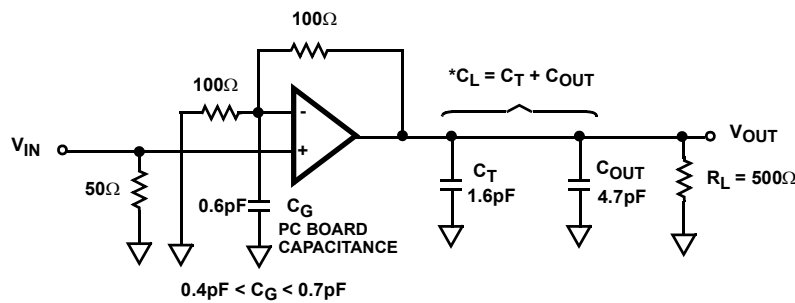 100Ω
*CL = CT + COUT
100Ω
-
VIN
+
VOUT
50Ω
0.6pF
CG
PC BOARD
CAPACITANCE
CT
1.6pF
COUT
4.7pF
RL = 500Ω
0.4pF < CG < 0.7pF